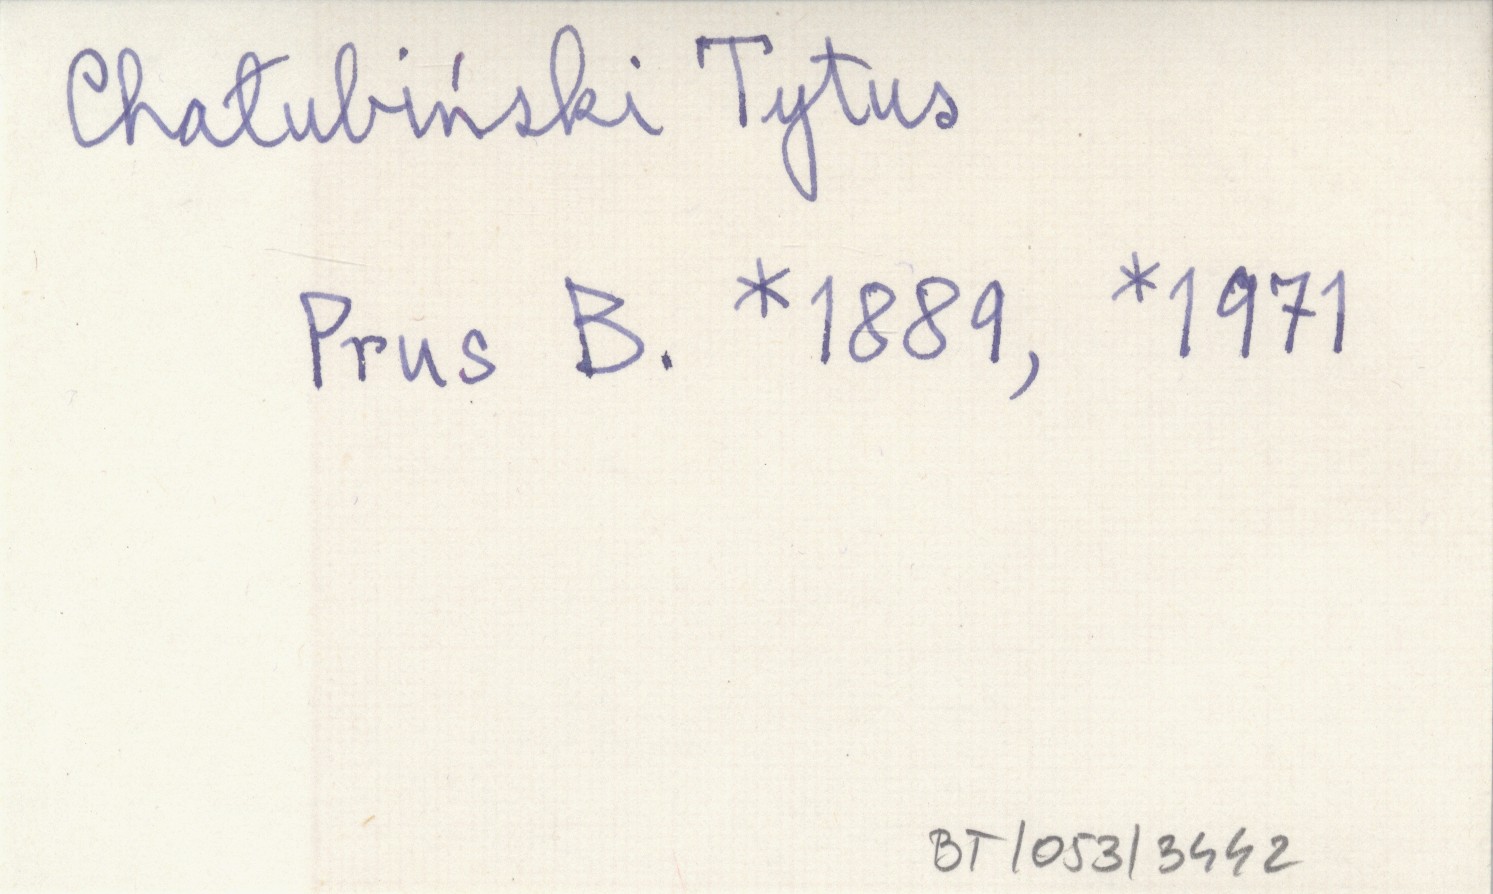 Chałubiński Tytus
Prus B. *1889, *1971
BT/053/3442